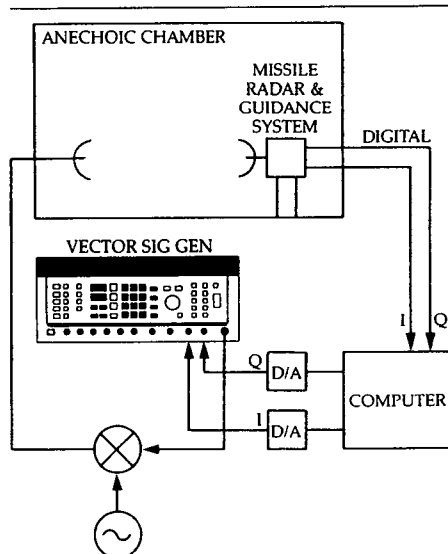 ANECHOIC CHAMBER
MISSILE
RADAR &
GUIDANCE
SYSTEM
DIGITAL
VECTOR SIG GEN
I
Q
Q
D/A
COMPUTER
I
D/A